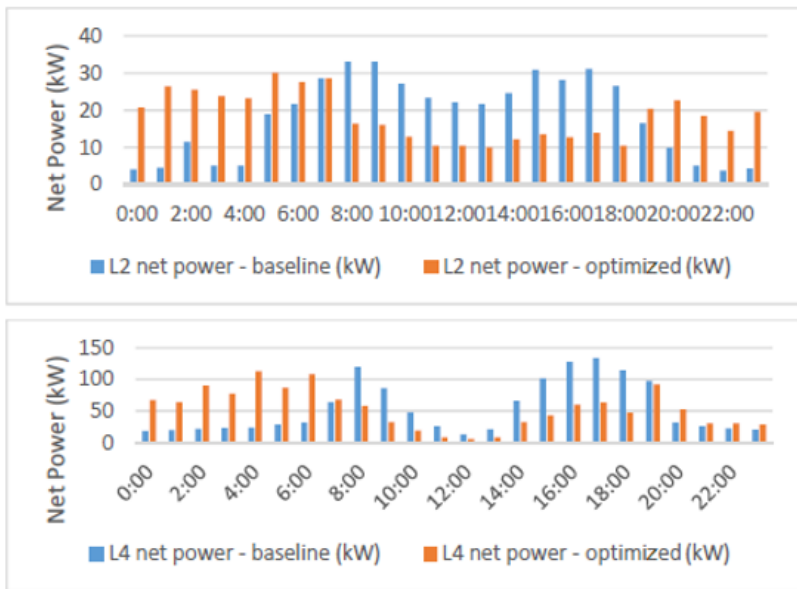 Net Power (kW)
40
30
20
10
0
0:00 2:00 4:00 6:00 8:00 10:00 12:00 14:00 16:00 18:00 20:00 22:00
L2 net power - baseline (kW) L2 net power - optimized (kW)
Net Power (kW)
150
100
50
0
0:00 2:00 4:00 6:00 8:00 10:00 12:00 14:00 16:00 18:00 20:00 22:00
L4 net power - baseline (kW) L4 net power - optimized (kW)